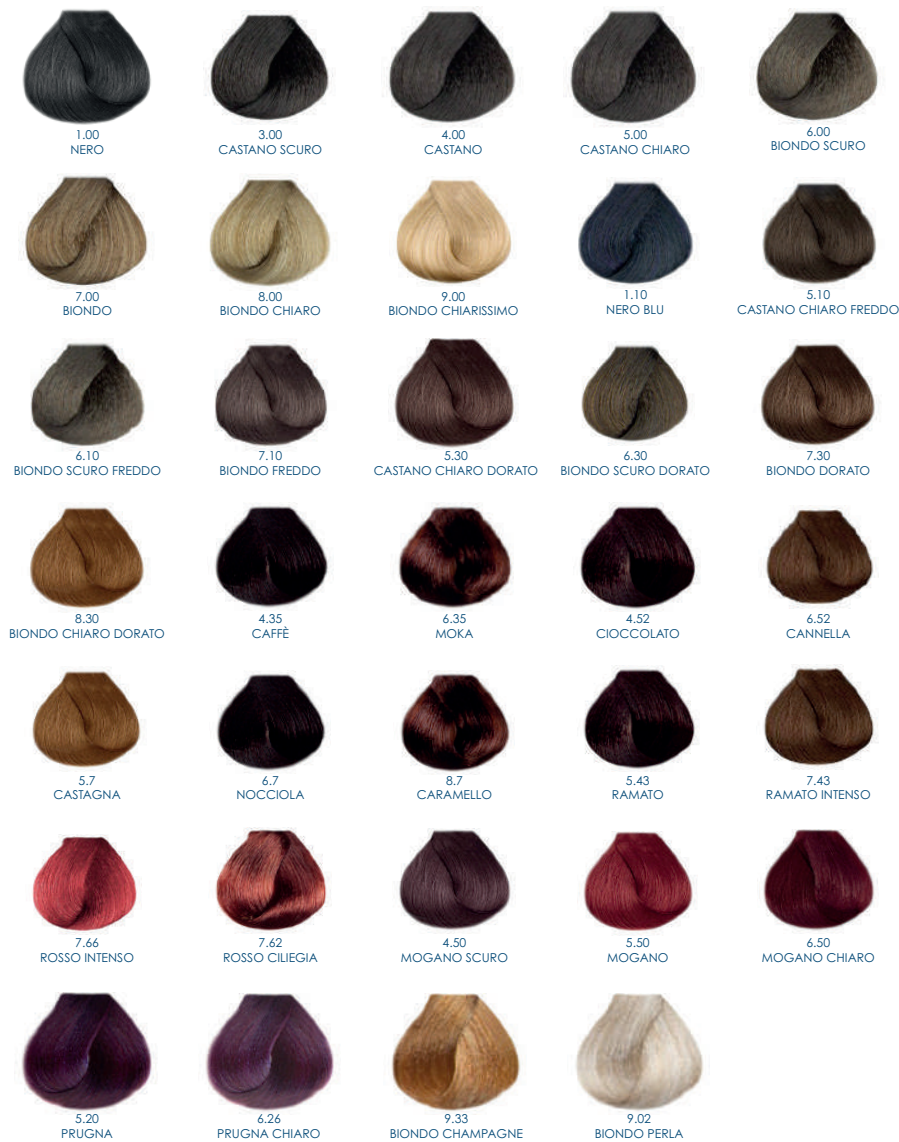 1.00
NERO
3.00
CASTANO SCURO
4.00
CASTANO
5.00
CASTANO CHIARO
6.00
BIONDO SCURO
7.00
BIONDO
8.00
BIONDO CHIARO
9.00
BIONDO CHIARISSIMO
1.10
NERO BLU
5.10
CASTANO CHIARO FREDDO
6.10
BIONDO SCURO FREDDO
7.10
BIONDO FREDDO
5.30
CASTANO CHIARO DORATO
6.30
BIONDO SCURO DORATO
7.30
BIONDO DORATO
8.30
BIONDO CHIARO DORATO
4.35
CAFFÈ
6.35
MOKA
4.52
CIOCCOLATO
6.52
CANNELLA
5.7
CASTAGNA
6.7
NOCCIOLA
8.7
CARAMELLO
5.43
RAMATO
7.43
RAMATO INTENSO
7.66
ROSSO INTENSO
7.62
ROSSO CILIEGIA
4.50
MOGANO SCURO
5.50
MOGANO
6.50
MOGANO CHIARO
5.20
PRUGNA
6.26
PRUGNA CHIARO
9.33
BIONDO CHAMPAGNE
9.02
BIONDO PERLA